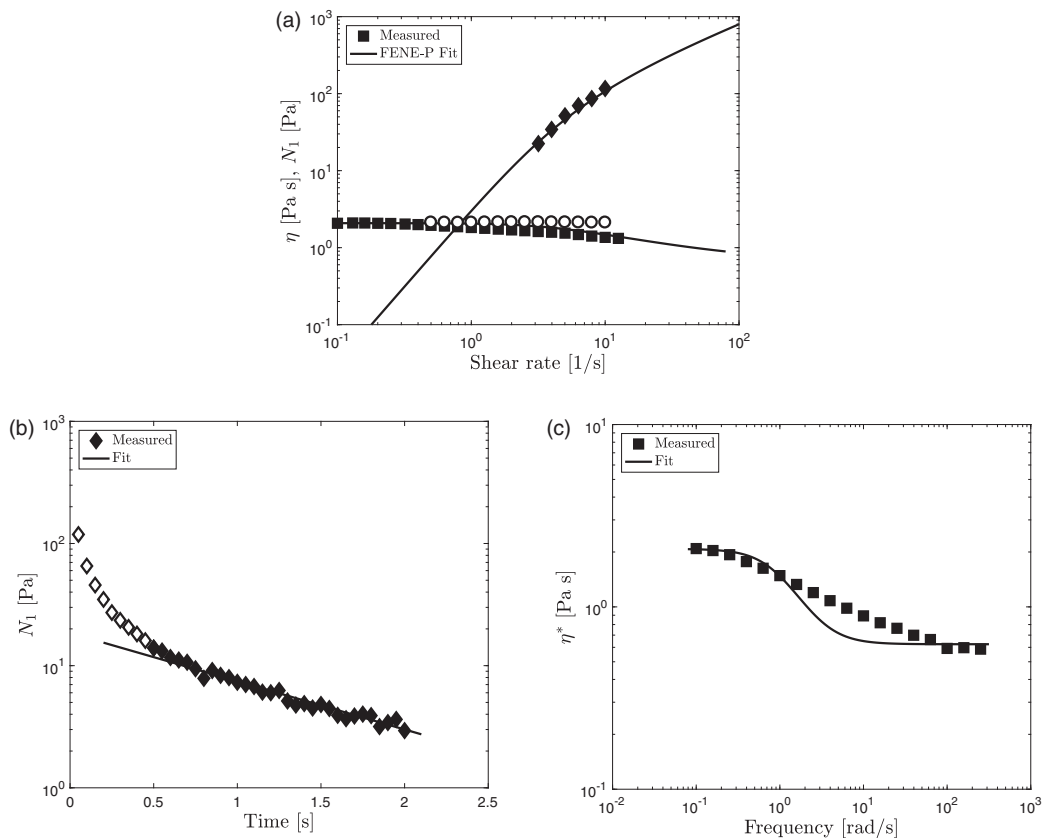 (a)
10³
10²
10¹
10⁰
10⁻¹
η [Pa s], N₁ [Pa]
Measured
FENE-P Fit
10⁻¹ 10⁰ 10¹ 10²
Shear rate [1/s]
(b)
10³
10²
10¹
10⁰
N₁ [Pa]
Measured
Fit
0 0.5 1 1.5 2 2.5
Time [s]
(c)
10¹
10⁰
10⁻¹
η* [Pa s]
Measured
Fit
10⁻² 10⁻¹ 10⁰ 10¹ 10² 10³
Frequency [rad/s]